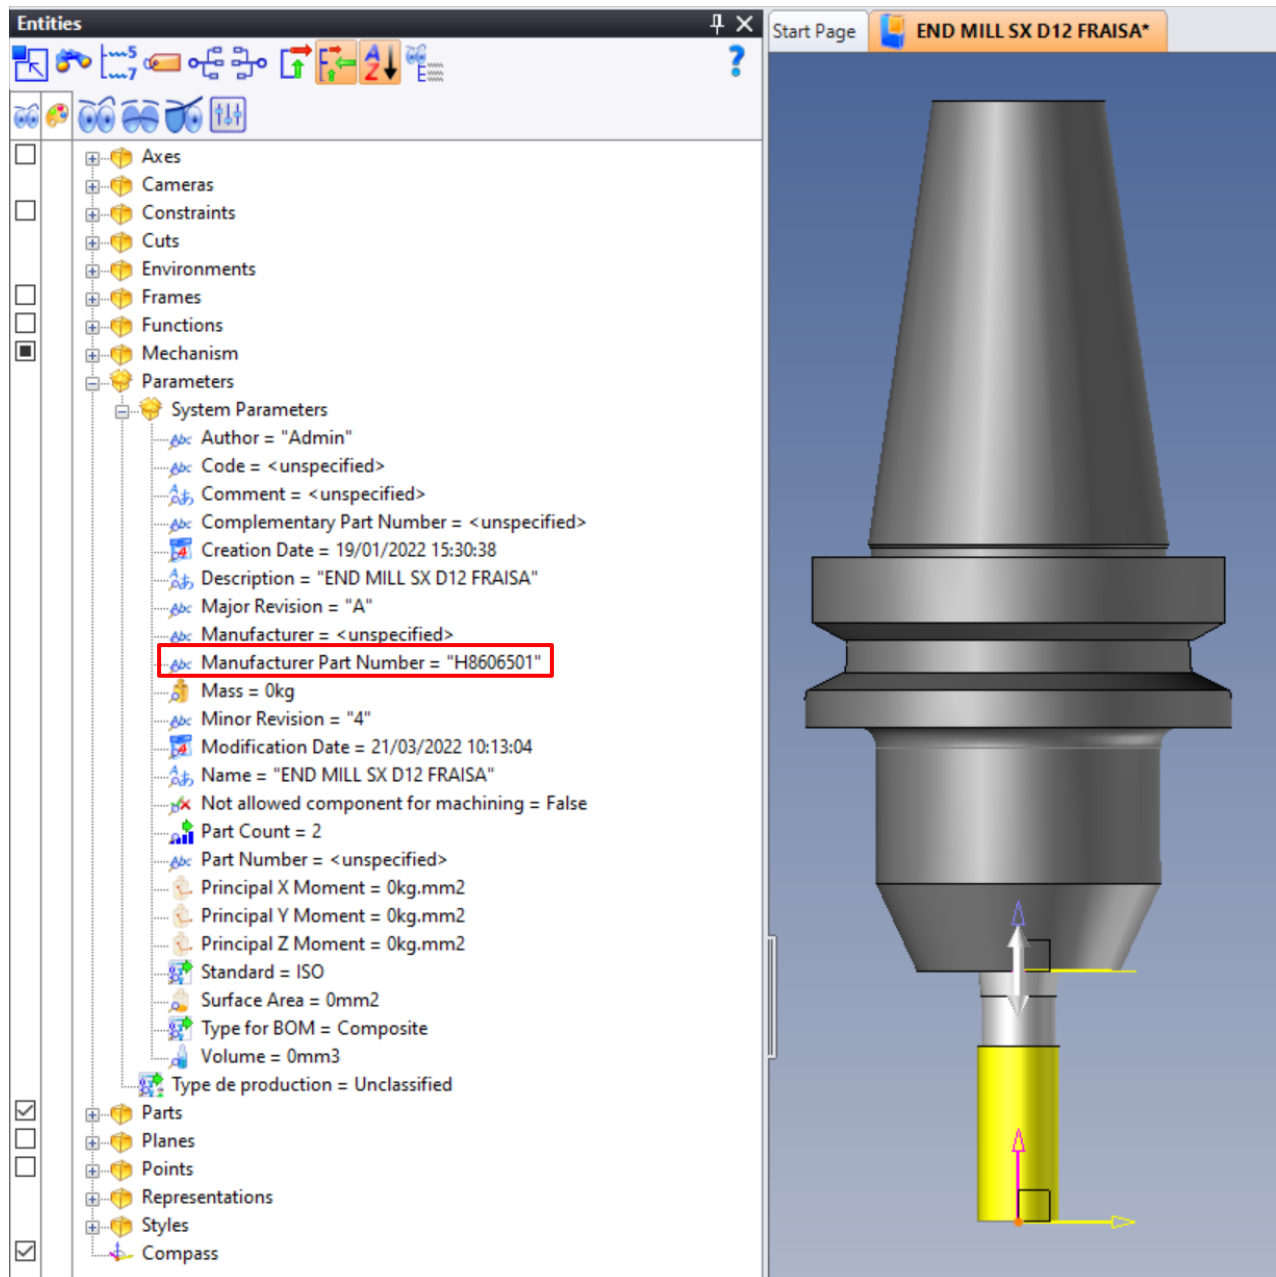 Entities
Start Page
END MILL SX D12 FRAISA*
Axes
Cameras
Constraints
Cuts
Environments
Frames
Functions
Mechanism
Parameters
System Parameters
Author = "Admin"
Code = <unspecified>
Comment = <unspecified>
Complementary Part Number = <unspecified>
Creation Date = 19/01/2022 15:30:38
Description = "END MILL SX D12 FRAISA"
Major Revision = "A"
Manufacturer = <unspecified>
Manufacturer Part Number = "H8606501"
Mass = 0kg
Minor Revision = "4"
Modification Date = 21/03/2022 10:13:04
Name = "END MILL SX D12 FRAISA"
Not allowed component for machining = False
Part Count = 2
Part Number = <unspecified>
Principal X Moment = 0kg.mm2
Principal Y Moment = 0kg.mm2
Principal Z Moment = 0kg.mm2
Standard = ISO
Surface Area = 0mm2
Type for BOM = Composite
Volume = 0mm3
Type de production = Unclassified
Parts
Planes
Points
Representations
Styles
Compass